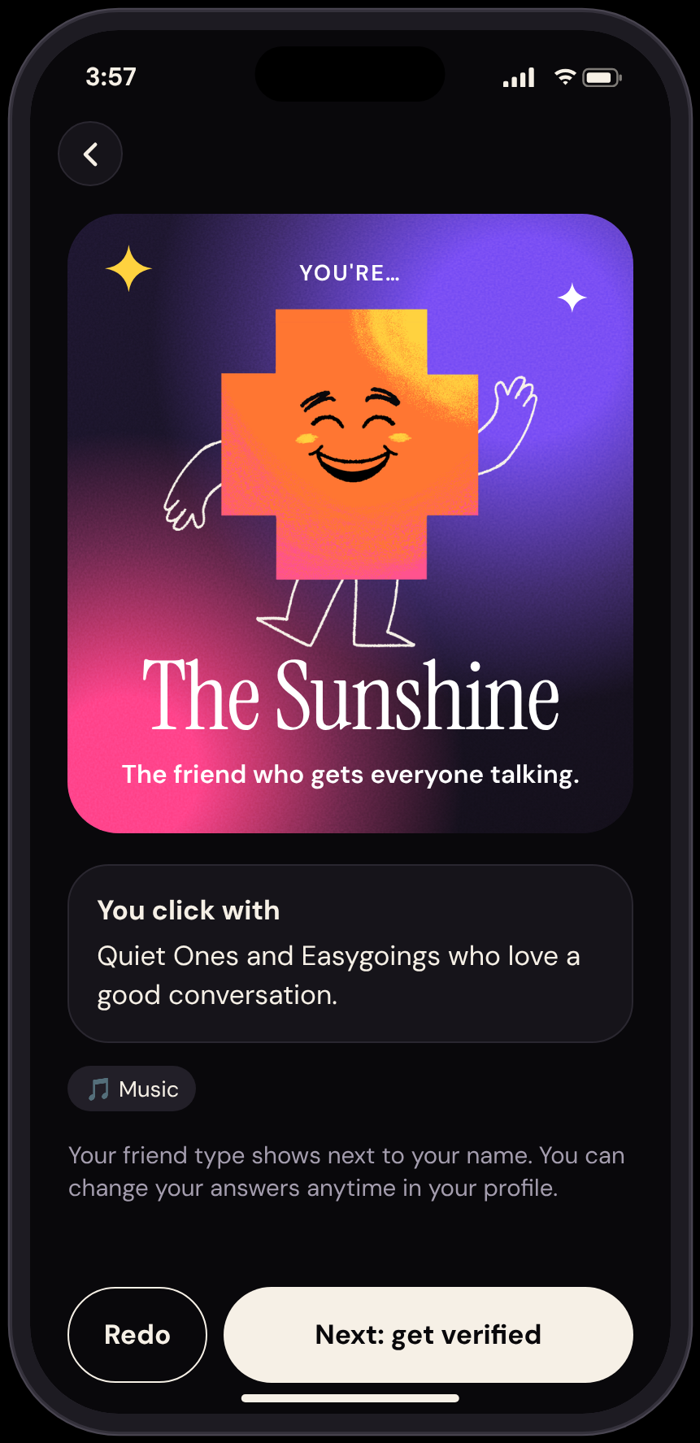 3:57
YOU'RE…
The Sunshine
The friend who gets everyone talking.
You click with
Quiet Ones and Easygoings who love a
good conversation.
🎵 Music
Your friend type shows next to your name. You can
change your answers anytime in your profile.
Redo
Next: get verified